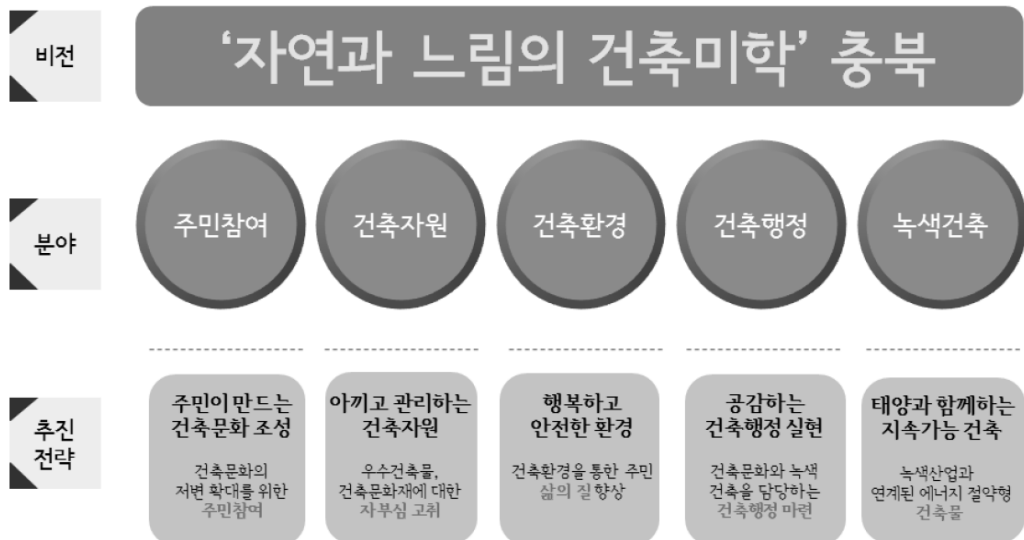 비전
‘자연과 느림의 건축미학’ 충북
분야
주민참여
건축자원
건축환경
건축행정
녹색건축
추진
전략
주민이 만드는
건축문화 조성
건축문화의
저변 확대를 위한
주민참여
아끼고 관리하는
건축자원
우수건축물,
건축문화재에 대한
자부심 고취
행복하고
안전한 환경
건축환경을 통한 주민
삶의 질 향상
공감하는
건축행정 실현
건축문화와 녹색
건축을 담당하는
건축행정 마련
태양과 함께하는
지속가능 건축
녹색산업과
연계된 에너지 절약형
건축물